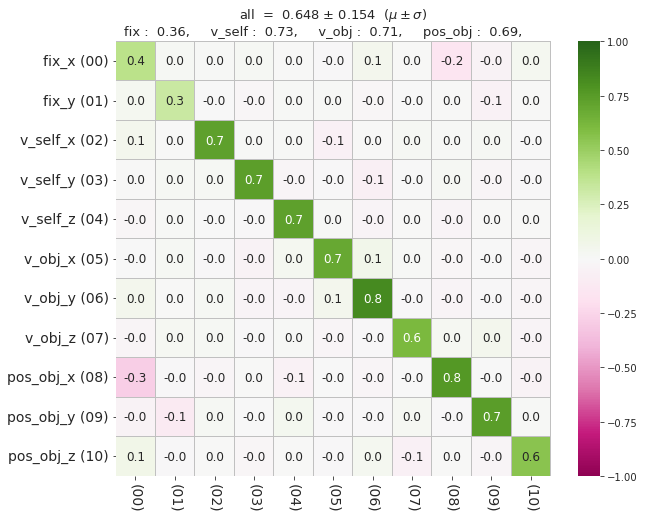 all  =  0.648 ± 0.154  (μ ± σ)
fix :  0.36,      v_self :  0.73,     v_obj :  0.71,     pos_obj :  0.69,
fix_x (00) 0.4 0.0 0.0 0.0 0.0 -0.0 0.1 0.0 -0.2 -0.0 0.0
fix_y (01) 0.0 0.3 -0.0 -0.0 0.0 0.0 -0.0 -0.0 0.0 -0.1 0.0
v_self_x (02) 0.1 0.0 0.7 0.0 0.0 -0.1 0.0 0.0 0.0 0.0 -0.0
v_self_y (03) 0.0 0.0 0.0 0.7 -0.0 -0.0 -0.1 -0.0 0.0 -0.0 -0.0
v_self_z (04) -0.0 0.0 -0.0 -0.0 0.7 0.0 -0.0 0.0 -0.0 0.0 0.0
v_obj_x (05) -0.0 0.0 0.0 -0.0 0.0 0.7 0.1 0.0 0.0 -0.0 -0.0
v_obj_y (06) 0.0 0.0 0.0 -0.0 -0.0 0.1 0.8 -0.0 -0.0 -0.0 -0.0
v_obj_z (07) -0.0 0.0 0.0 -0.0 0.0 -0.0 -0.0 0.6 0.0 0.0 -0.0
pos_obj_x (08) -0.3 -0.0 -0.0 0.0 -0.1 -0.0 0.0 -0.0 0.8 -0.0 -0.0
pos_obj_y (09) -0.0 -0.1 0.0 -0.0 0.0 -0.0 -0.0 0.0 -0.0 0.7 0.0
pos_obj_z (10) 0.1 -0.0 0.0 0.0 0.0 -0.0 0.0 -0.1 0.0 -0.0 0.6
(00) (01) (02) (03) (04) (05) (06) (07) (08) (09) (10)
1.00
0.75
0.50
0.25
0.00
−0.25
−0.50
−0.75
−1.00